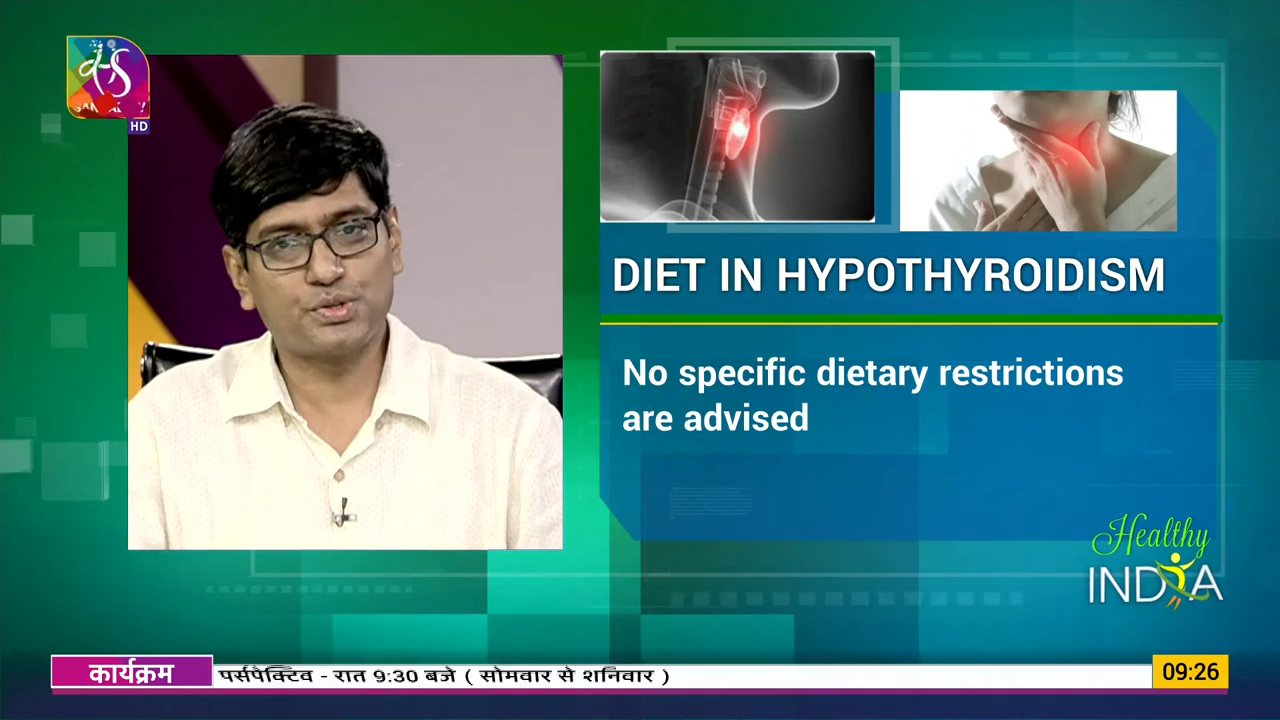 HD
DIET IN HYPOTHYROIDISM
No specific dietary restrictions
are advised
Healthy
INDIA
कार्यक्रम
पर्सपैक्टिव - रात 9:30 बजे ( सोमवार से शनिवार )
09:26